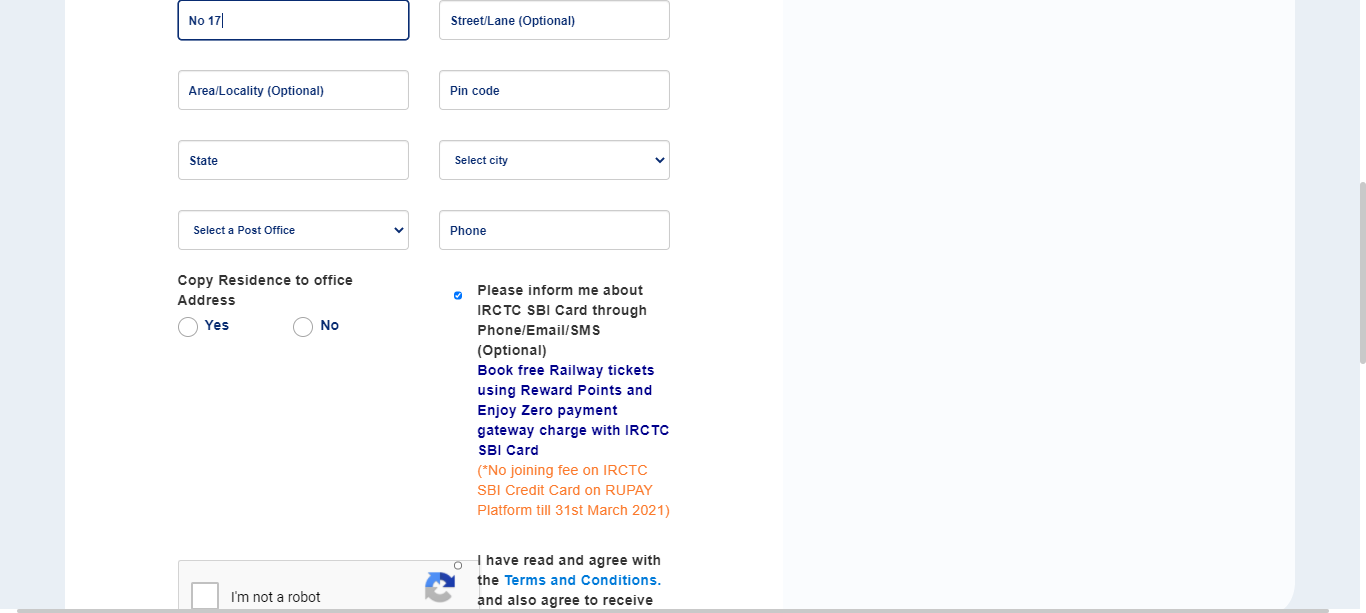 No 17
Street/Lane (Optional)
Area/Locality (Optional)
Pin code
State
Select city
Select a Post Office
Phone
Copy Residence to office
Address
Yes
No
Please inform me about
IRCTC SBI Card through
Phone/Email/SMS
(Optional)
Book free Railway tickets
using Reward Points and
Enjoy Zero payment
gateway charge with IRCTC
SBI Card
(*No joining fee on IRCTC
SBI Credit Card on RUPAY
Platform till 31st March 2021)
I'm not a robot
I have read and agree with
the Terms and Conditions.
and also agree to receive